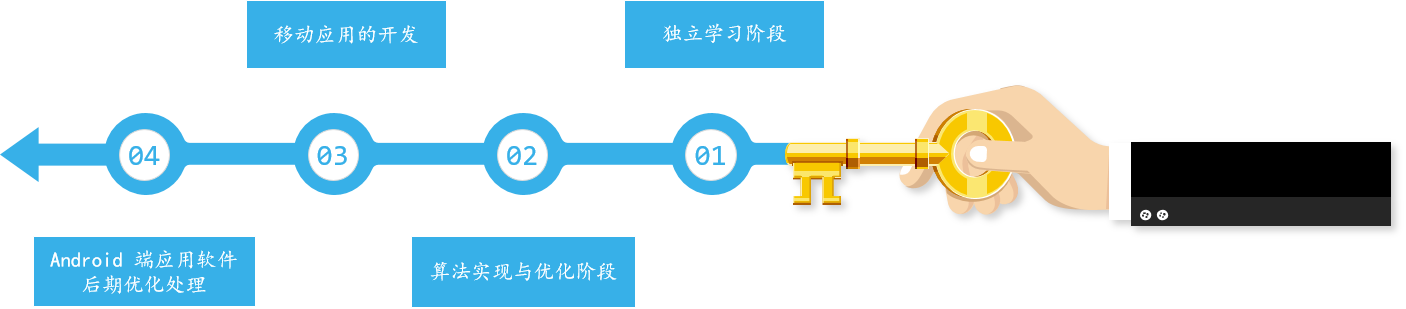 移动应用的开发
独立学习阶段
04
03
02
01
Android 端应用软件
后期优化处理
算法实现与优化阶段